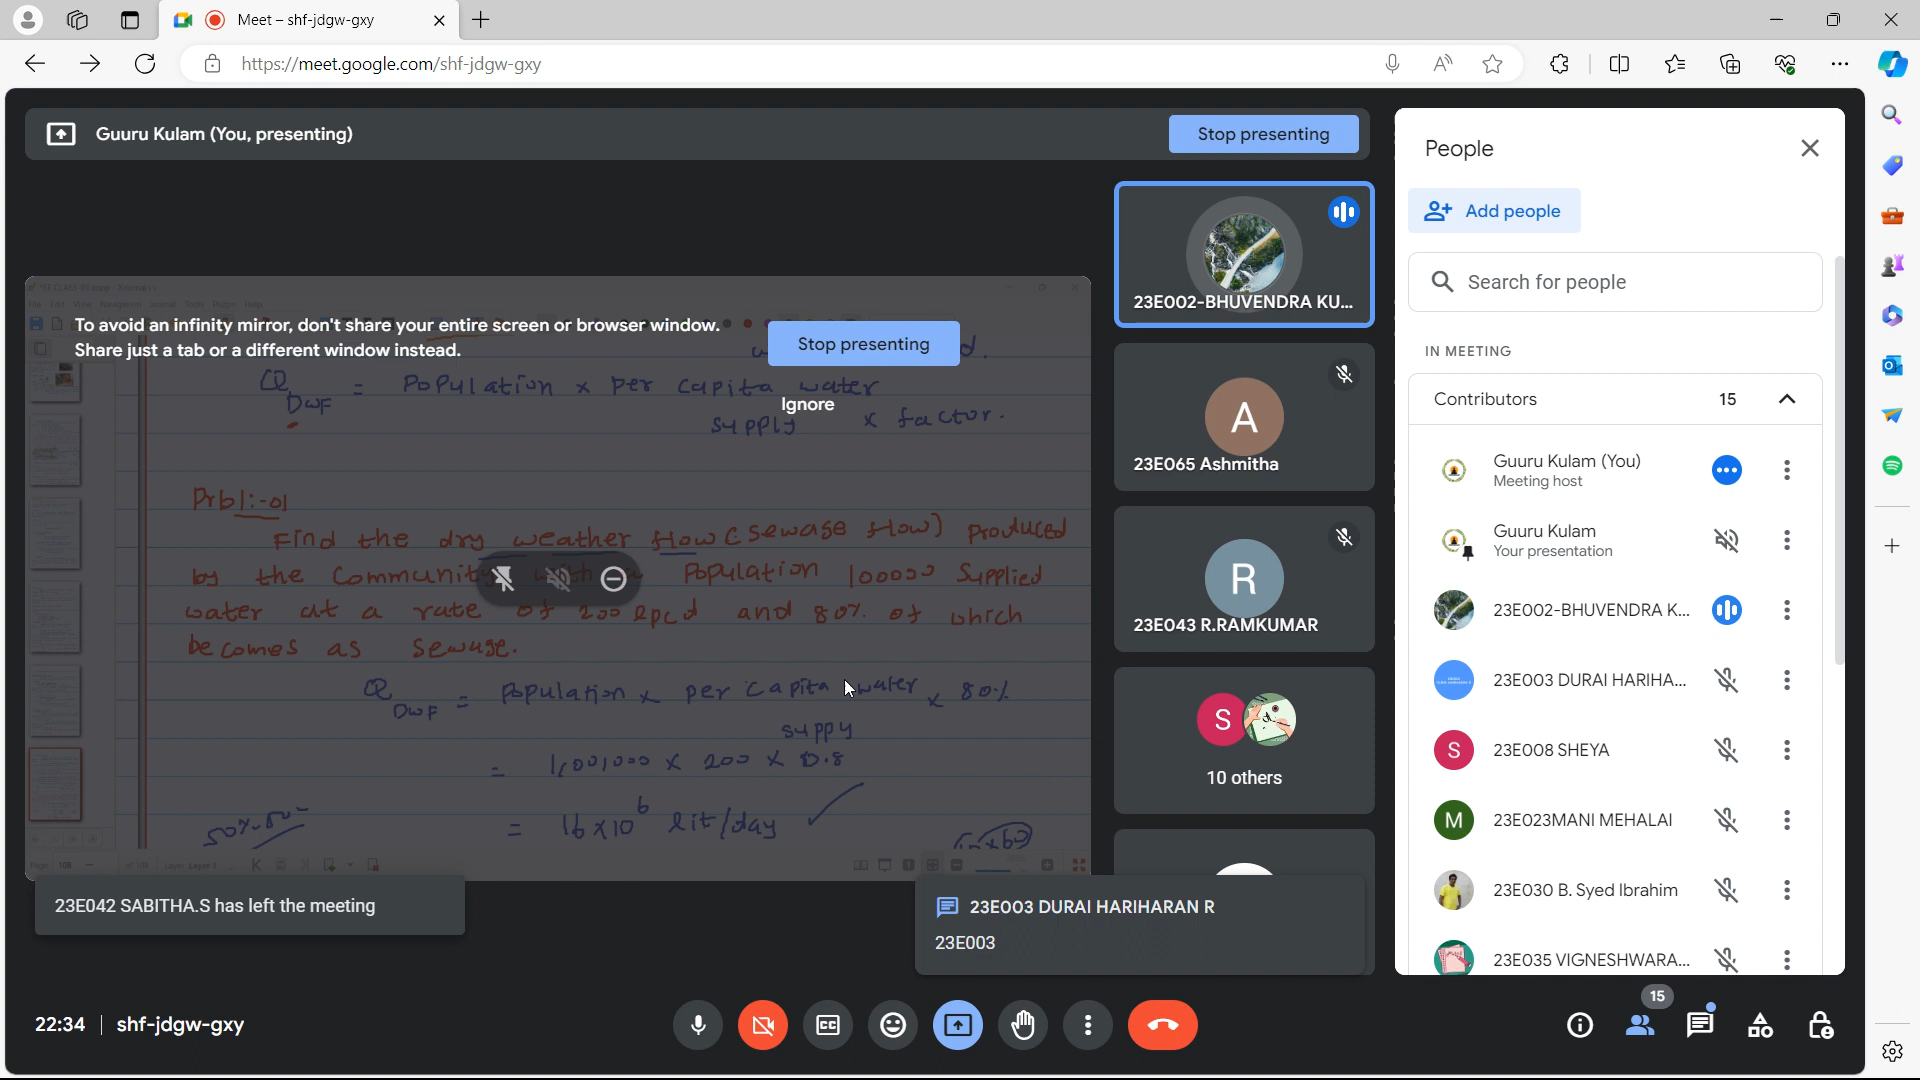 Meet – shf-jdgw-gxy
https://meet.google.com/shf-jdgw-gxy
Guuru Kulam (You, presenting)
Stop presenting
To avoid an infinity mirror, don't share your entire screen or browser window.
Share just a tab or a different window instead.
Stop presenting
Ignore
Q DWF = Population x Per capita water
supply x factor.
Prbl:-01
Find the dry weather flow (sewage flow) produced
by the Community Population 100000 Supplied
water at a rate of 200 lpcd and 80% of which
becomes as sewage.
Q DWF = Population x per capita water x 80%
suppy
= 1,00,000 x 200 x 0.8
= 16 x 10^6 lit/day
23E002-BHUVENDRA KU...
A
23E065 Ashmitha
R
23E043 R.RAMKUMAR
S
10 others
23E042 SABITHA.S has left the meeting
23E003 DURAI HARIHARAN R
23E003
People
Add people
Search for people
IN MEETING
Contributors 15
Guuru Kulam (You)
Meeting host
Guuru Kulam
Your presentation
23E002-BHUVENDRA K...
23E003 DURAI HARIHA...
S 23E008 SHEYA
M 23E023MANI MEHALAI
23E030 B. Syed Ibrahim
23E035 VIGNESHWARA...
22:34 | shf-jdgw-gxy
15